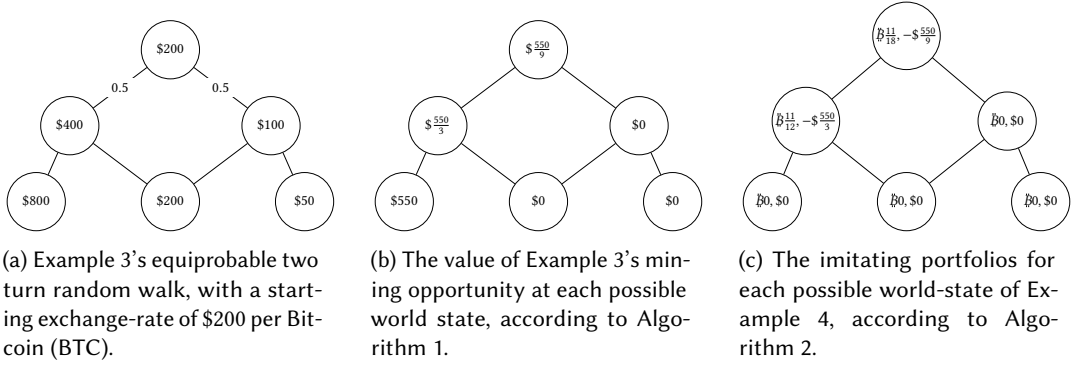 $200
0.5
0.5
$400
$100
$800
$200
$50
(a) Example 3's equiprobable two
turn random walk, with a start-
ing exchange-rate of $200 per Bit-
coin (BTC).
$550/9
$550/3
$0
$550
$0
$0
(b) The value of Example 3's min-
ing opportunity at each possible
world state, according to Algo-
rithm 1.
₿11/18, −$550/9
₿11/12, −$550/3
₿0, $0
₿0, $0
₿0, $0
₿0, $0
(c) The imitating portfolios for
each possible world-state of Ex-
ample 4, according to Algo-
rithm 2.